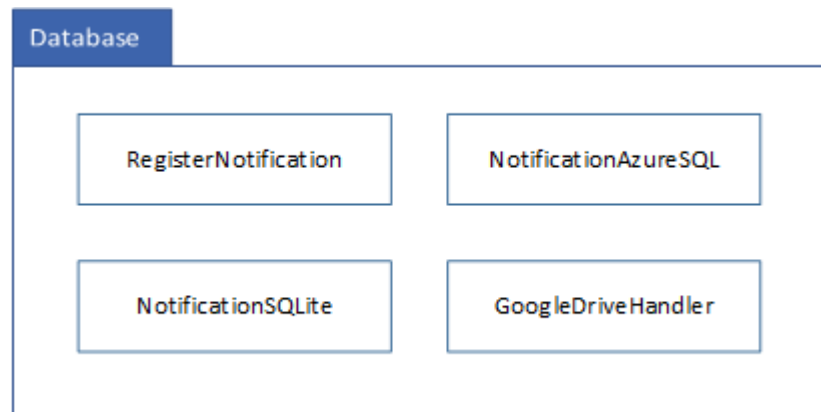 Database
RegisterNotification
NotificationAzureSQL
NotificationSQLite
GoogleDriveHandler